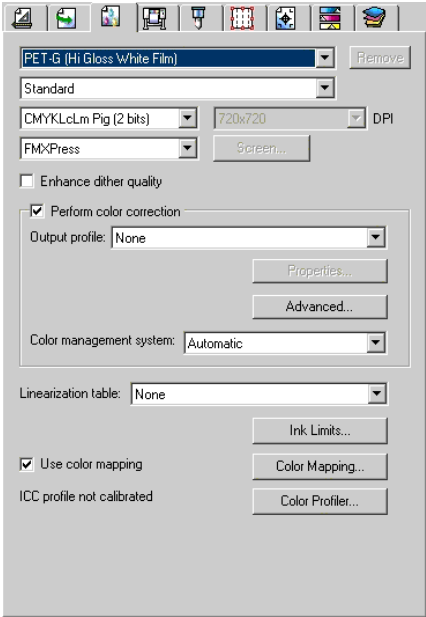 PET-G (Hi Gloss White Film) Remove
Standard
CMYKLcLm Pig (2 bits) 720x720 DPI
FMXPress Screen...
Enhance dither quality
Perform color correction
Output profile: None
Properties...
Advanced...
Color management system: Automatic
Linearization table: None
Ink Limits...
Use color mapping Color Mapping...
ICC profile not calibrated Color Profiler...